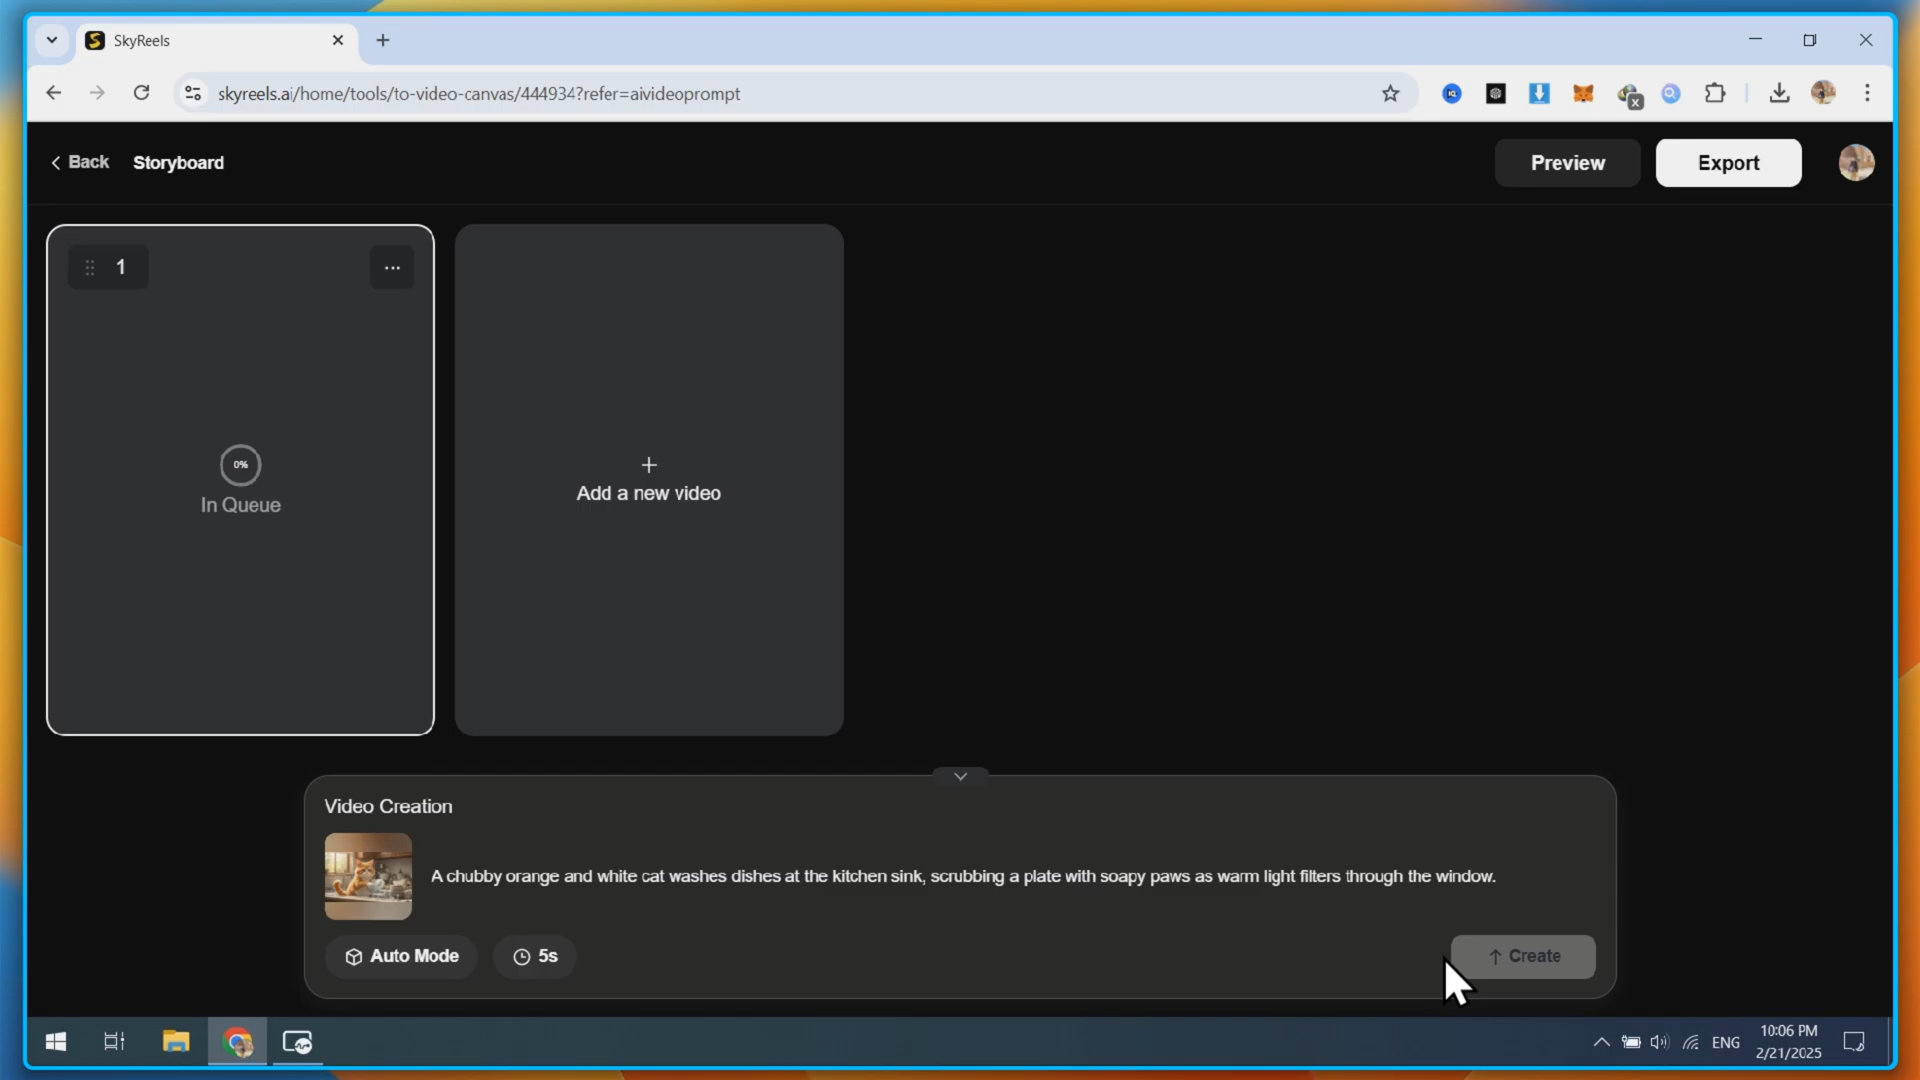 SkyReels
skyreels.ai/home/tools/to-video-canvas/444934?refer=aivideoprompt
Back
Storyboard
Preview
Export
1
0%
In Queue
Add a new video
Video Creation
A chubby orange and white cat washes dishes at the kitchen sink, scrubbing a plate with soapy paws as warm light filters through the window.
Auto Mode
5s
Create
ENG
10:06 PM
2/21/2025